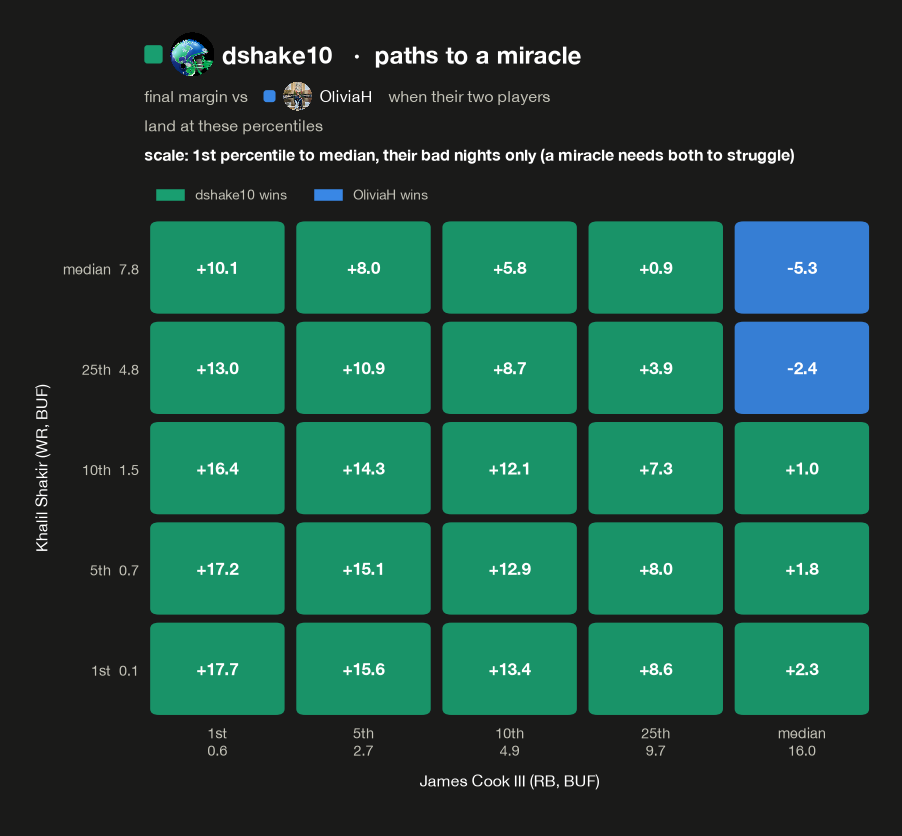 dshake10 · paths to a miracle
final margin vs OliviaH when their two players
land at these percentiles
scale: 1st percentile to median, their bad nights only (a miracle needs both to struggle)
dshake10 wins OliviaH wins
Khalil Shakir (WR, BUF)
median 7.8 +10.1 +8.0 +5.8 +0.9 -5.3
25th 4.8 +13.0 +10.9 +8.7 +3.9 -2.4
10th 1.5 +16.4 +14.3 +12.1 +7.3 +1.0
5th 0.7 +17.2 +15.1 +12.9 +8.0 +1.8
1st 0.1 +17.7 +15.6 +13.4 +8.6 +2.3
1st 5th 10th 25th median
0.6 2.7 4.9 9.7 16.0
James Cook III (RB, BUF)